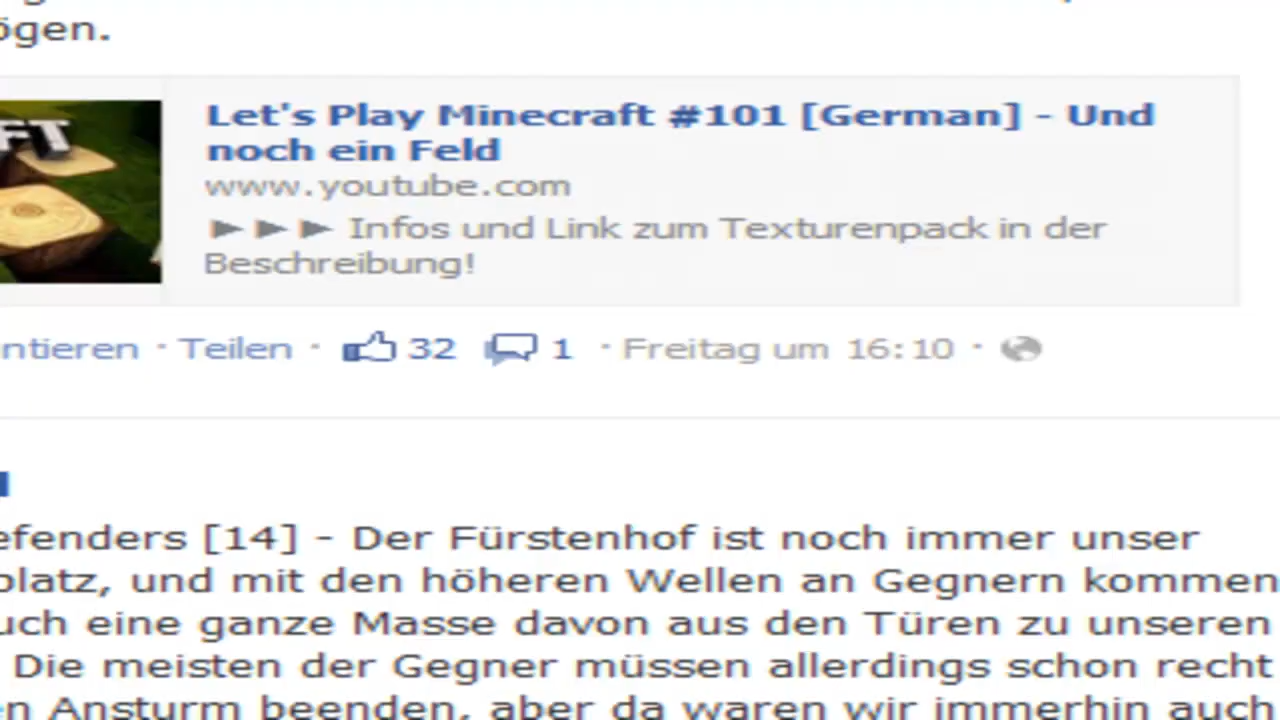 ögen.
FT
Let's Play Minecraft #101 [German] - Und
noch ein Feld
www.youtube.com
►►► Infos und Link zum Texturenpack in der
Beschreibung!
ntieren · Teilen · 32 1 · Freitag um 16:10 ·
efenders [14] - Der Fürstenhof ist noch immer unser
platz, und mit den höheren Wellen an Gegnern kommen
uch eine ganze Masse davon aus den Türen zu unseren
Die meisten der Gegner müssen allerdings schon recht
en Ansturm beenden, aber da waren wir immerhin auch